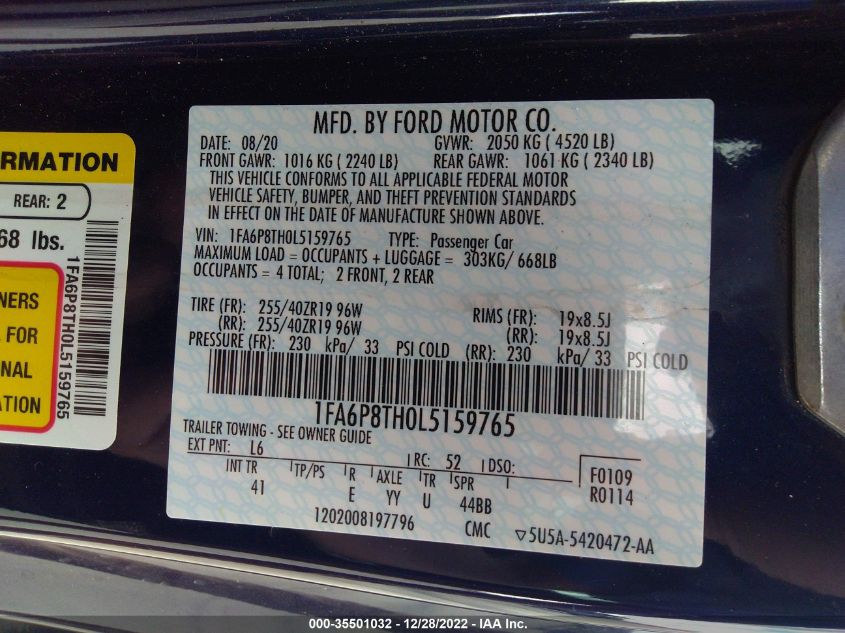 MFD. BY FORD MOTOR CO.
DATE: 08/20 GVWR: 2050 KG ( 4520 LB)
FRONT GAWR: 1016 KG ( 2240 LB) REAR GAWR: 1061 KG ( 2340 LB)
THIS VEHICLE CONFORMS TO ALL APPLICABLE FEDERAL MOTOR
VEHICLE SAFETY, BUMPER, AND THEFT PREVENTION STANDARDS
IN EFFECT ON THE DATE OF MANUFACTURE SHOWN ABOVE.
VIN: 1FA6P8TH0L5159765 TYPE: Passenger Car
MAXIMUM LOAD = OCCUPANTS + LUGGAGE = 303KG/ 668LB
OCCUPANTS = 4 TOTAL; 2 FRONT, 2 REAR
TIRE (FR): 255/40ZR19 96W RIMS (FR): 19x8.5J
(RR): 255/40ZR19 96W (RR): 19x8.5J
PRESSURE (FR): 230 kPa/ 33 PSI COLD (RR): 230 kPa/ 33 PSI COLD
1FA6P8TH0L5159765
TRAILER TOWING - SEE OWNER GUIDE
EXT PNT: L6 RC: 52 DSO:
INT TR TP/PS R AXLE TR SPR
41 E YY U 44BB
F0109
R0114
1202008197796 CMC ▽5U5A-5420472-AA
RMATION
REAR: 2
68 lbs.
NERS
FOR
NAL
ATION
1FA6P8TH0L5159765
000-35501032 - 12/28/2022 - IAA Inc.